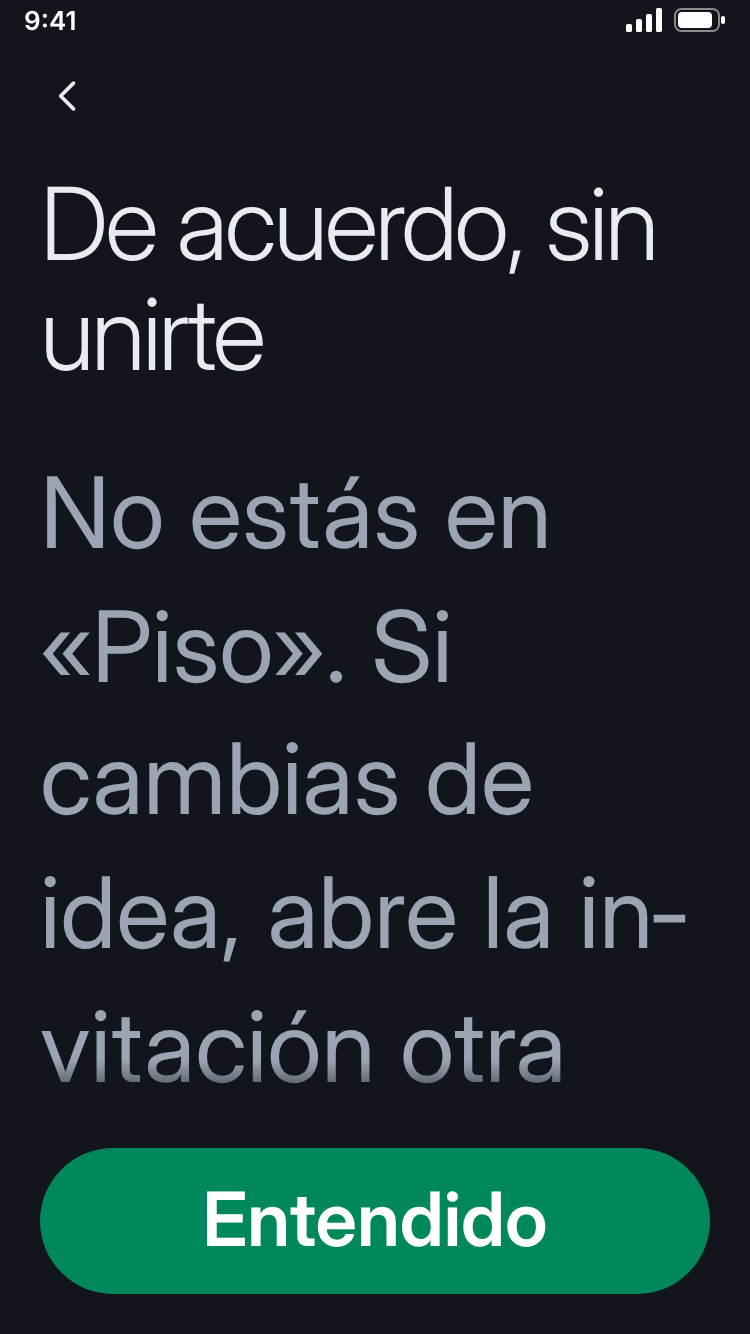 9:41
De acuerdo, sin
unirte
No estás en
«Piso». Si
cambias de
idea, abre la in-
vitación otra
Entendido